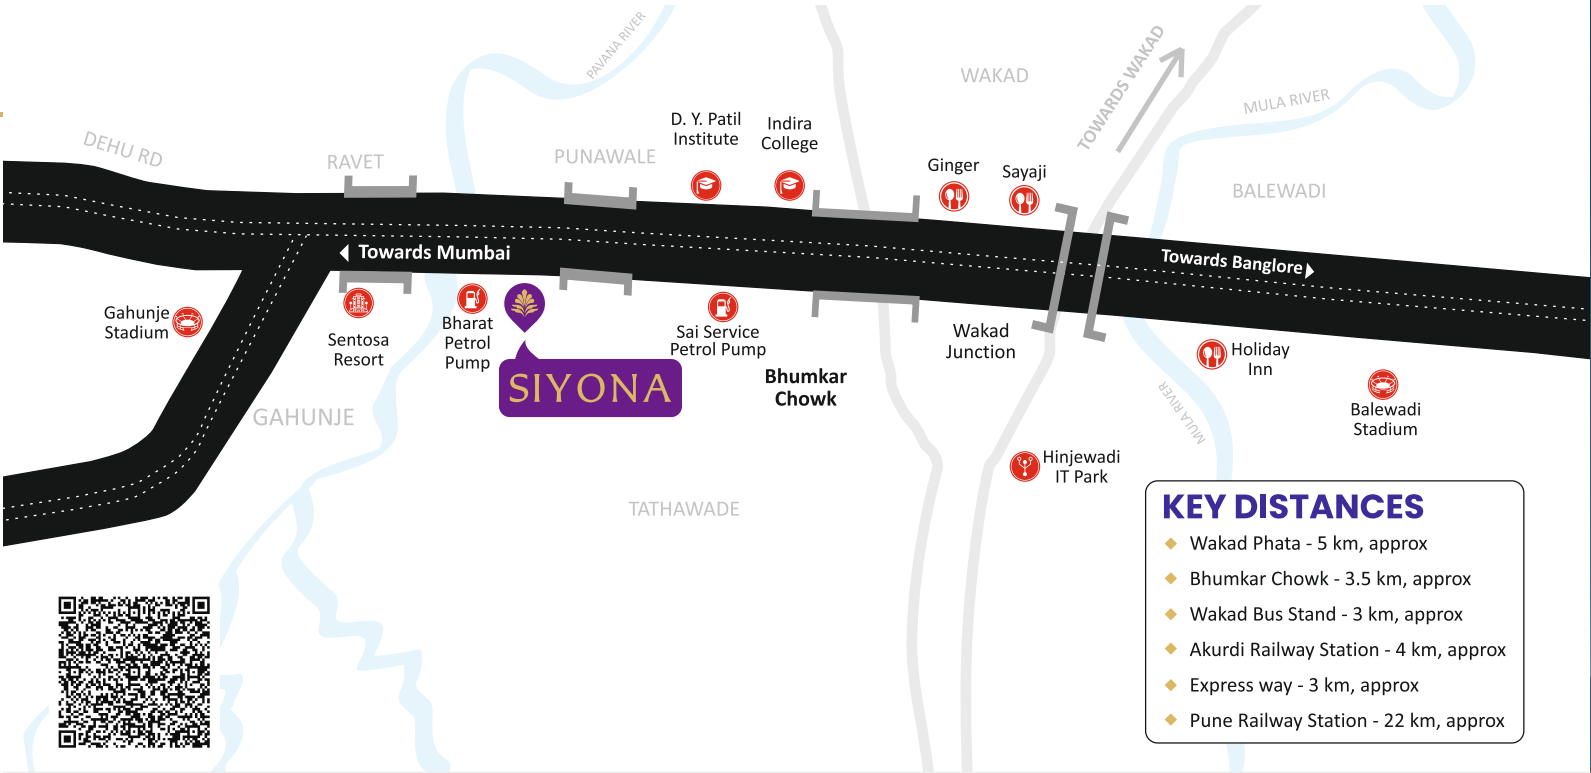 PAVANA RIVER
WAKAD
TOWARDS WAKAD
MULA RIVER
DEHU RD
RAVET
PUNAWALE
D. Y. Patil
Institute
Indira
College
Ginger
Sayaji
BALEWADI
Towards Mumbai
Towards Banglore
Gahunje
Stadium
Sentosa
Resort
Bharat
Petrol
Pump
SIYONA
Sai Service
Petrol Pump
Bhumkar
Chowk
Wakad
Junction
Holiday
Inn
MULA RIVER
Balewadi
Stadium
GAHUNJE
Hinjewadi
IT Park
TATHAWADE
KEY DISTANCES
Wakad Phata - 5 km, approx
Bhumkar Chowk - 3.5 km, approx
Wakad Bus Stand - 3 km, approx
Akurdi Railway Station - 4 km, approx
Express way - 3 km, approx
Pune Railway Station - 22 km, approx